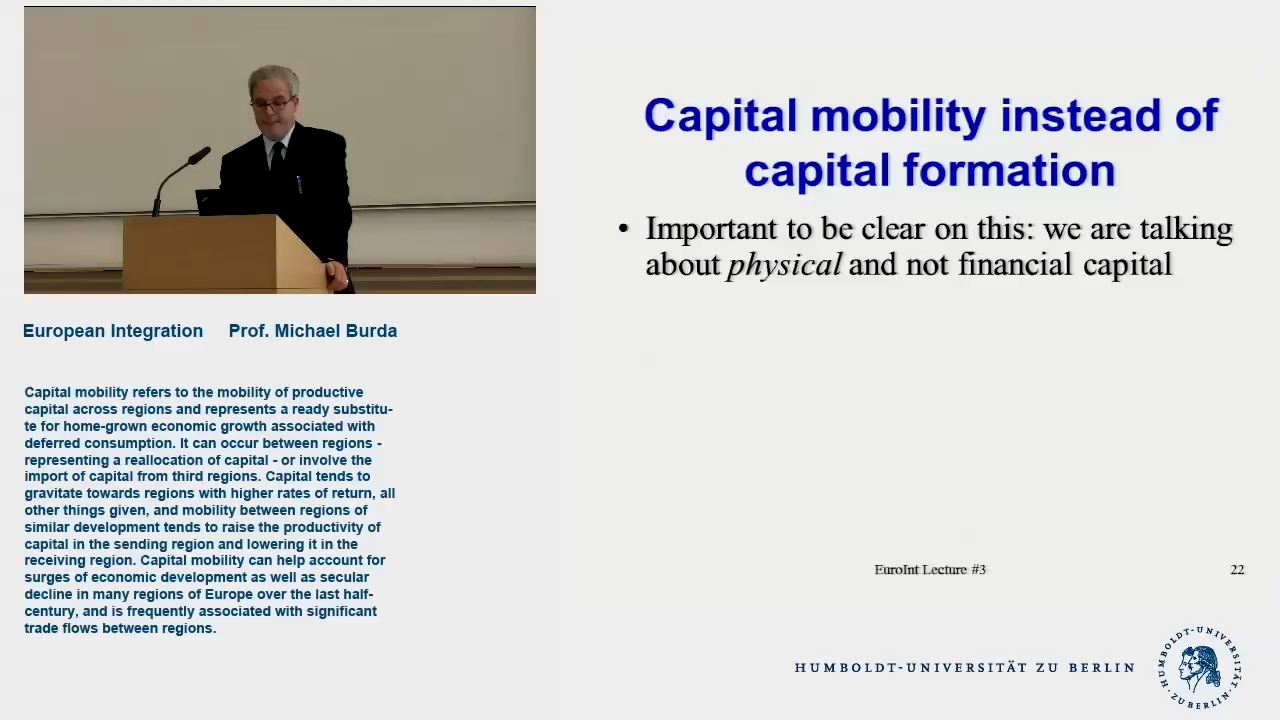 Capital mobility instead of
capital formation
• Important to be clear on this: we are talking
about physical and not financial capital
European Integration Prof. Michael Burda
Capital mobility refers to the mobility of productive
capital across regions and represents a ready substitu-
te for home-grown economic growth associated with
deferred consumption. It can occur between regions -
representing a reallocation of capital - or involve the
import of capital from third regions. Capital tends to
gravitate towards regions with higher rates of return, all
other things given, and mobility between regions of
similar development tends to raise the productivity of
capital in the sending region and lowering it in the
receiving region. Capital mobility can help account for
surges of economic development as well as secular
decline in many regions of Europe over the last half-
century, and is frequently associated with significant
trade flows between regions.
EuroInt Lecture #3
22
HUMBOLDT-UNIVERSITÄT ZU BERLIN
HUMBOLDT-UNIVERSITÄT · ZU BERLIN ·